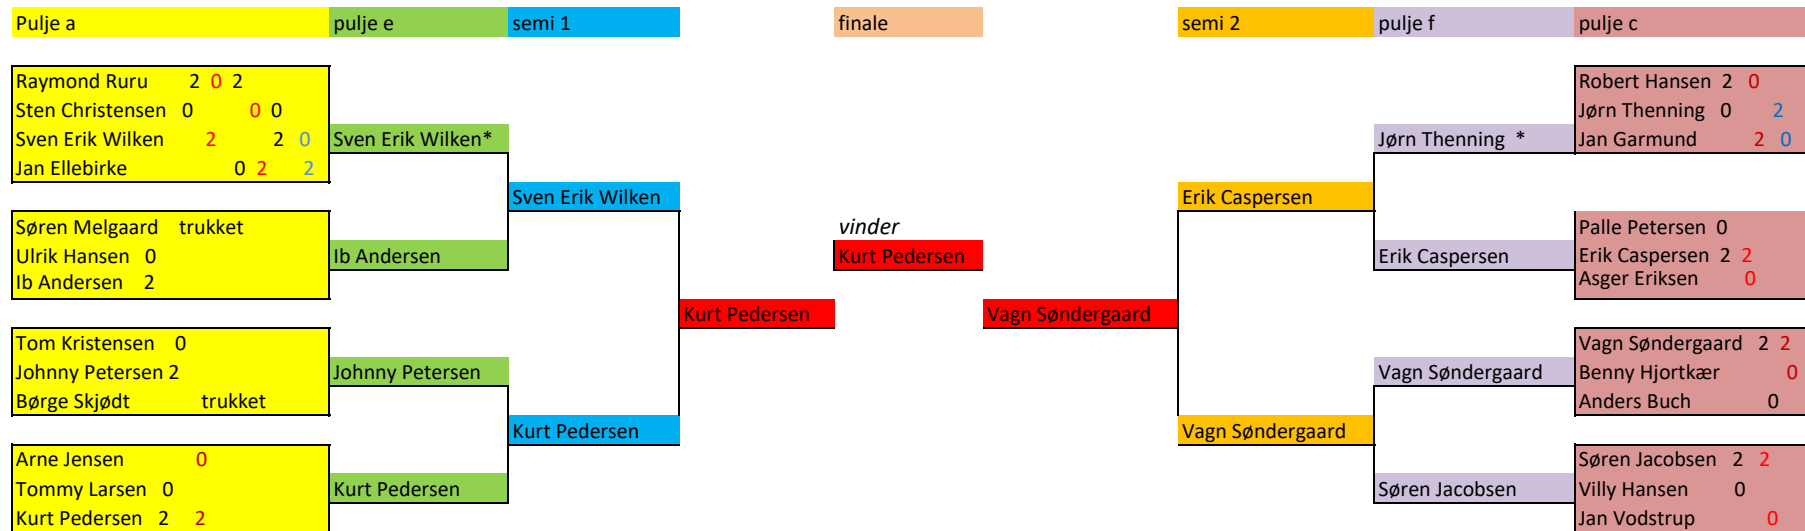 Pulje a pulje e semi 1 finale semi 2 pulje f pulje c
Raymond Ruru 2 0 2
Sten Christensen 0 0 0
Sven Erik Wilken 2 2 0
Jan Ellebirke 0 2 2
Søren Melgaard trukket
Ulrik Hansen 0
Ib Andersen 2
Tom Kristensen 0
Johnny Petersen 2
Børge Skjødt trukket
Arne Jensen 0
Tommy Larsen 0
Kurt Pedersen 2 2
Sven Erik Wilken*
Ib Andersen
Johnny Petersen
Kurt Pedersen
Sven Erik Wilken
Kurt Pedersen
Kurt Pedersen
vinder
Kurt Pedersen
Vagn Søndergaard
Erik Caspersen
Vagn Søndergaard
Jørn Thenning *
Erik Caspersen
Vagn Søndergaard
Søren Jacobsen
Robert Hansen 2 0
Jørn Thenning 0 2
Jan Garmund 2 0
Palle Petersen 0
Erik Caspersen 2 2
Asger Eriksen 0
Vagn Søndergaard 2 2
Benny Hjortkær 0
Anders Buch 0
Søren Jacobsen 2 2
Villy Hansen 0
Jan Vodstrup 0